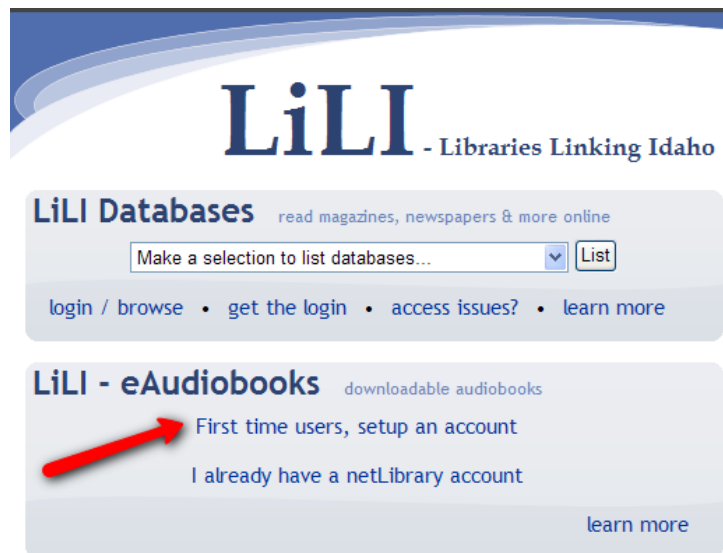 LiLI - Libraries Linking Idaho
LiLI Databases read magazines, newspapers & more online
Make a selection to list databases... List
login / browse • get the login • access issues? • learn more
LiLI - eAudiobooks downloadable audiobooks
First time users, setup an account
I already have a netLibrary account
learn more